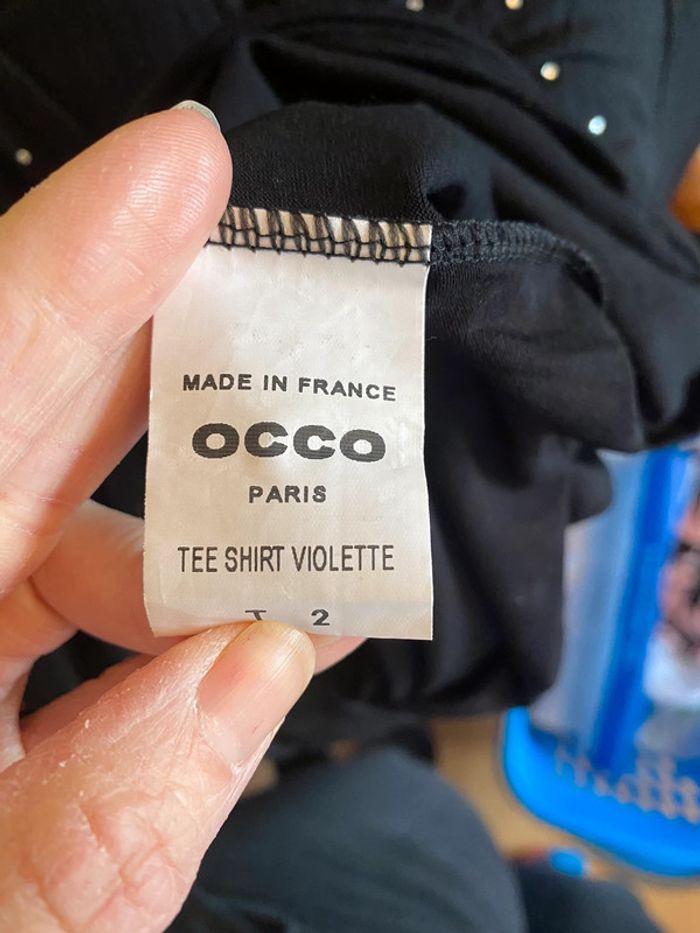 MADE IN FRANCE
OCCO
PARIS
TEE SHIRT VIOLETTE
T 2